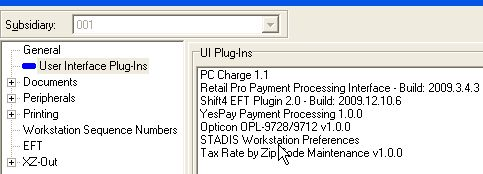 Subsidiary: 001
General
User Interface Plug-Ins
Documents
Peripherals
Printing
Workstation Sequence Numbers
EFT
XZ-Out
UI Plug-Ins
PC Charge 1.1
Retail Pro Payment Processing Interface - Build: 2009.3.4.3
Shift4 EFT Plugin 2.0 - Build: 2009.12.10.6
YesPay Payment Processing 1.0.0
Opticon OPL-9728/9712 v1.0.0
STADIS Workstation Preferences
Tax Rate by Zip Code Maintenance v1.0.0